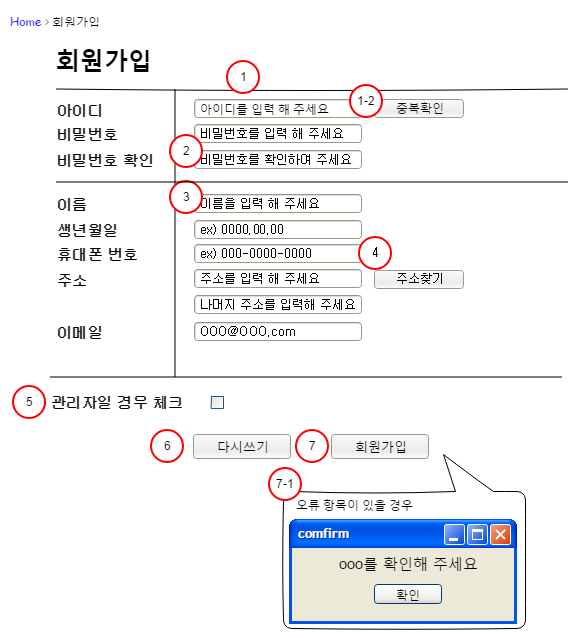 Home > 회원가입
회원가입
1
아이디 아이디를 입력 해 주세요 1-2 중복확인
비밀번호 비밀번호를 입력 해 주세요
2
비밀번호 확인 비밀번호를 확인하며 주세요
3
이름 이름을 입력 해 주세요
생년월일 ex) 0000.00.00
휴대폰 번호 ex) 000-0000-0000 4
주소 주소를 입력 해 주세요 주소찾기
나머지 주소를 입력해 주세요
이메일 OOO@OOO.com
5 관리자일 경우 체크
6 다시쓰기 7 회원가입
7-1
오류 항목이 있을 경우
comfirm
ooo를 확인해 주세요
확인